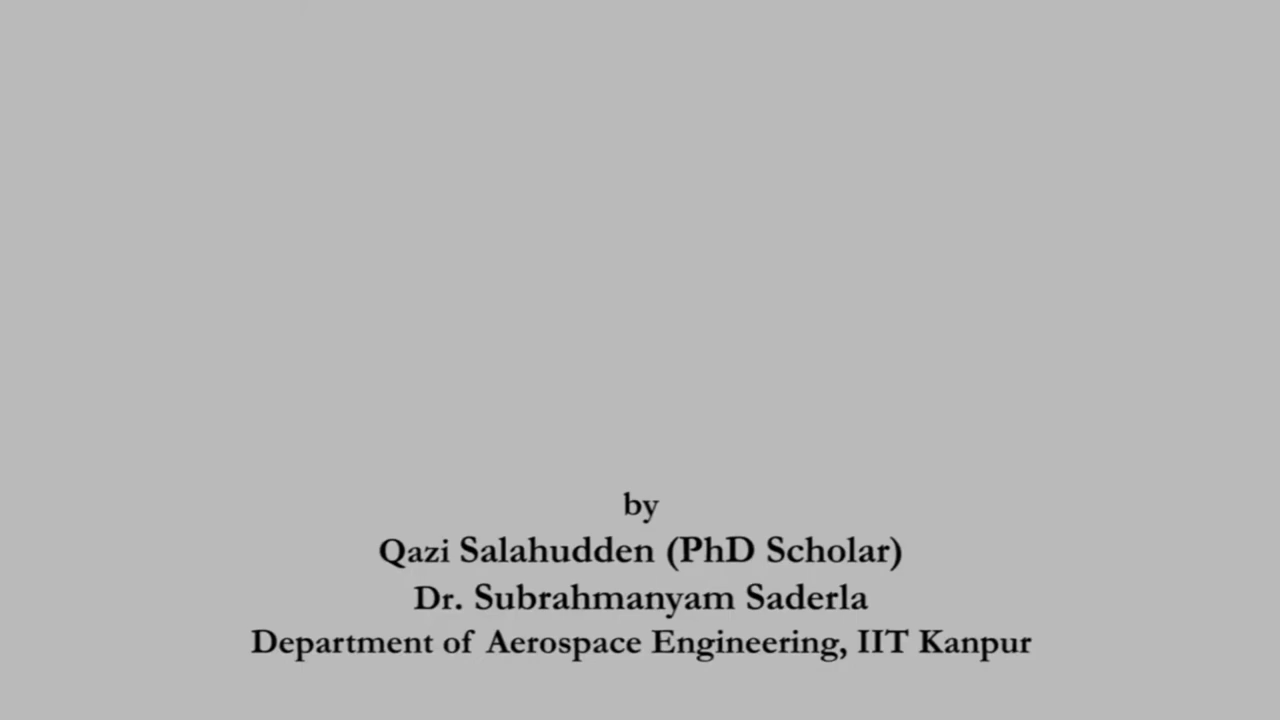 by
Qazi Salahudden (PhD Scholar)
Dr. Subrahmanyam Saderla
Department of Aerospace Engineering, IIT Kanpur